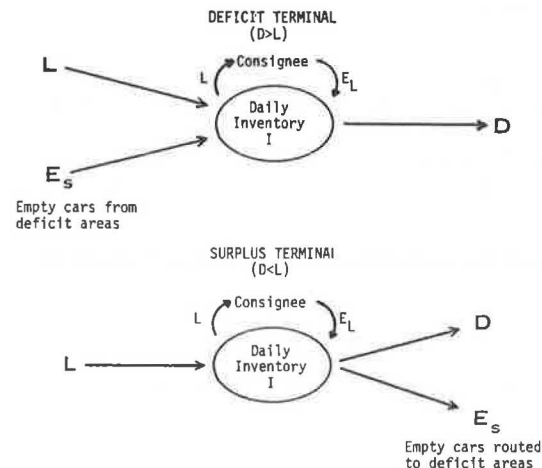 DEFICIT TERMINAL
(D>L)
L
L
Consignee
E_L
Daily
Inventory
I
D
E_s
Empty cars from
deficit areas
SURPLUS TERMINAL
(D<L)
L
Consignee
E_L
L
Daily
Inventory
I
D
E_s
Empty cars routed
to deficit areas